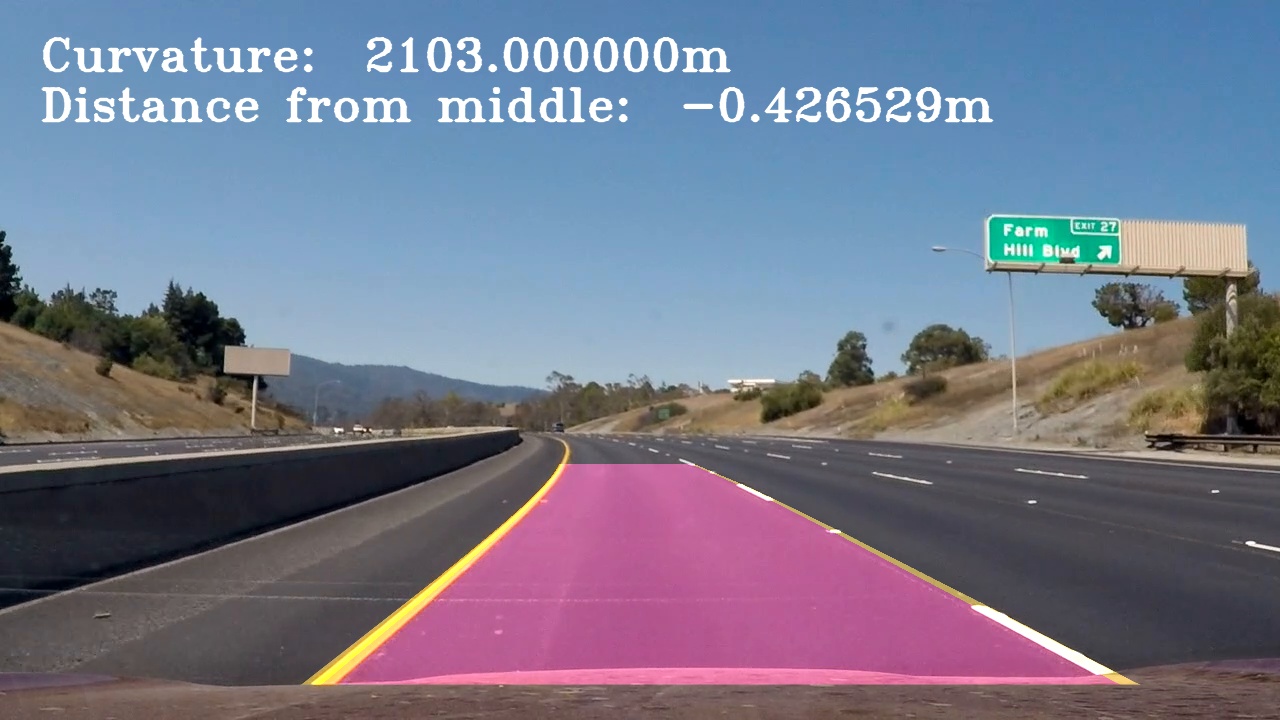 Curvature: 2103.000000m
Distance from middle: -0.426529m
EXIT 27
Farm
Hill Blvd